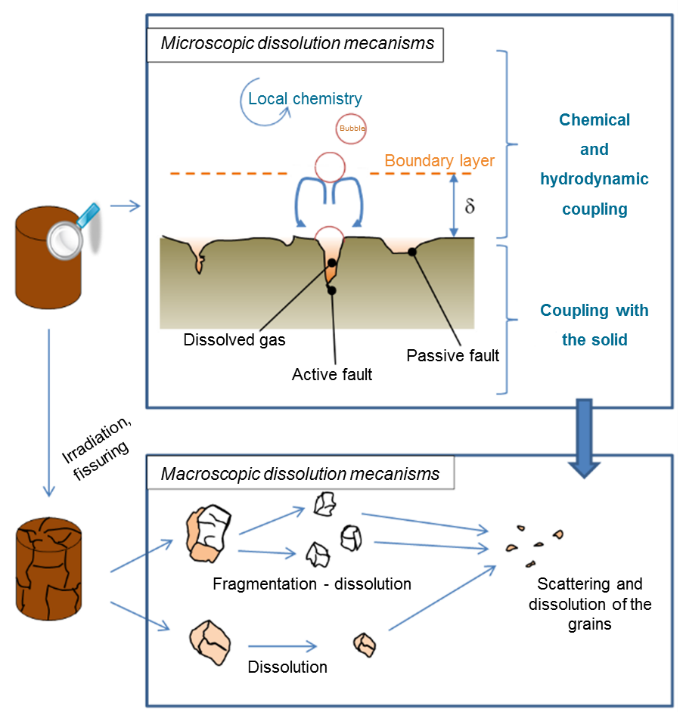 Microscopic dissolution mecanisms
Local chemistry
Bubble
Boundary layer
δ
Chemical
and
hydrodynamic
coupling
Dissolved gas
Active fault
Passive fault
Coupling with
the solid
Irradiation,
fissuring
Macroscopic dissolution mecanisms
Fragmentation - dissolution
Dissolution
Scattering and
dissolution of the
grains